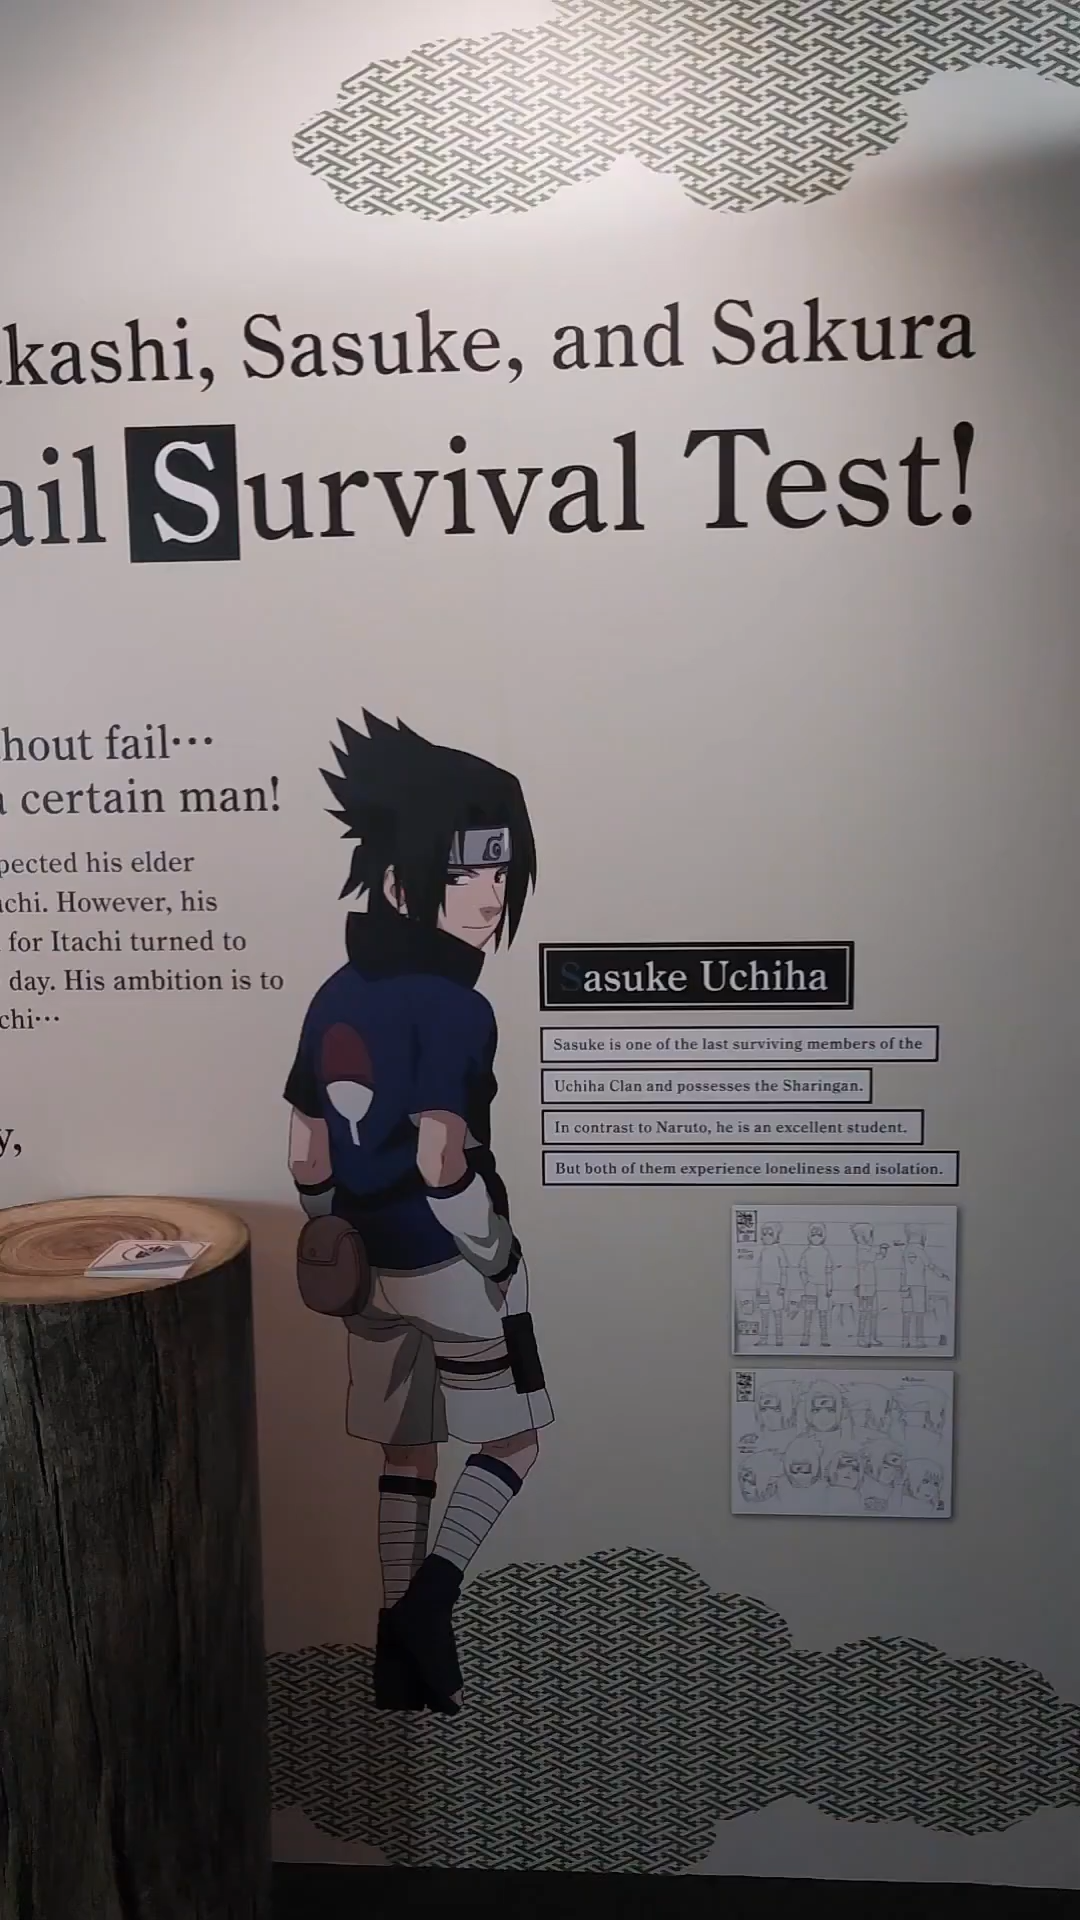 kashi, Sasuke, and Sakura
ail Survival Test!
hout fail…
a certain man!
pected his elder
achi. However, his
for Itachi turned to
day. His ambition is to
chi…
y,
Sasuke Uchiha
Sasuke is one of the last surviving members of the
Uchiha Clan and possesses the Sharingan.
In contrast to Naruto, he is an excellent student.
But both of them experience loneliness and isolation.